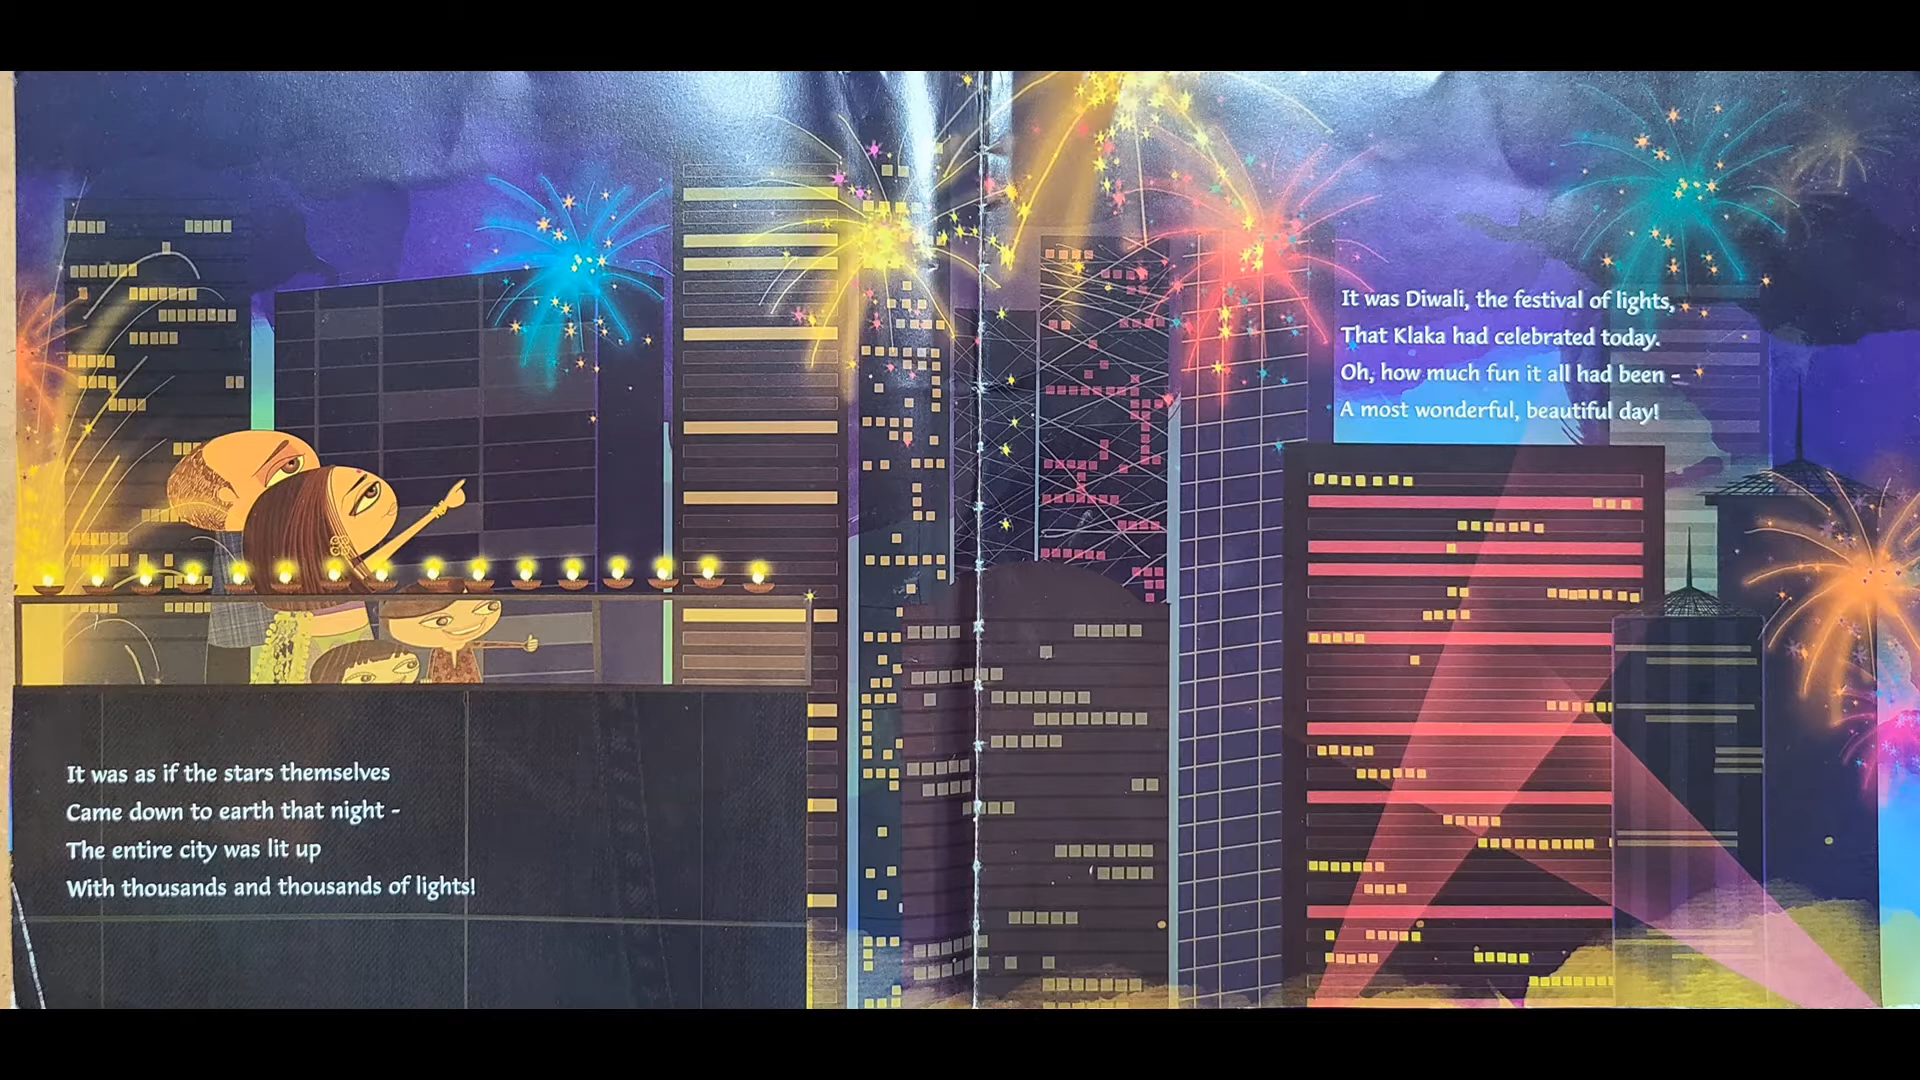 It was as if the stars themselves
Came down to earth that night -
The entire city was lit up
With thousands and thousands of lights!
It was Diwali, the festival of lights,
That Klaka had celebrated today.
Oh, how much fun it all had been -
A most wonderful, beautiful day!